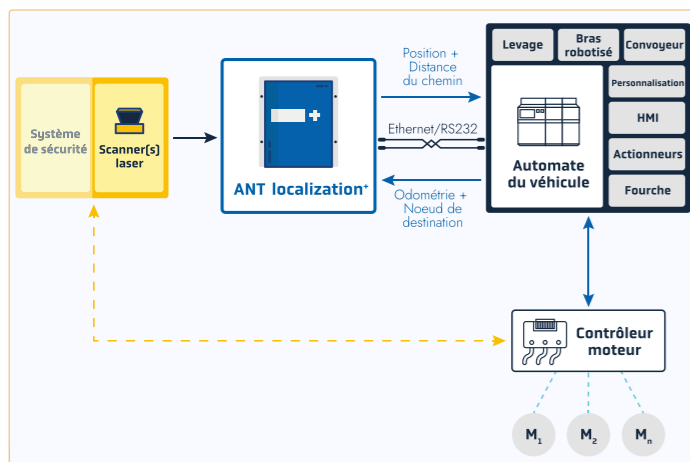 Système
de sécurité
Scanner[s]
laser
ANT localization⁺
Position +
Distance
du chemin
Ethernet/RS232
Odométrie +
Noeud de
destination
Levage
Bras
robotisé
Convoyeur
Automate
du véhicule
Personnalisation
HMI
Actionneurs
Fourche
Contrôleur
moteur
M₁
M₂
Mₙ